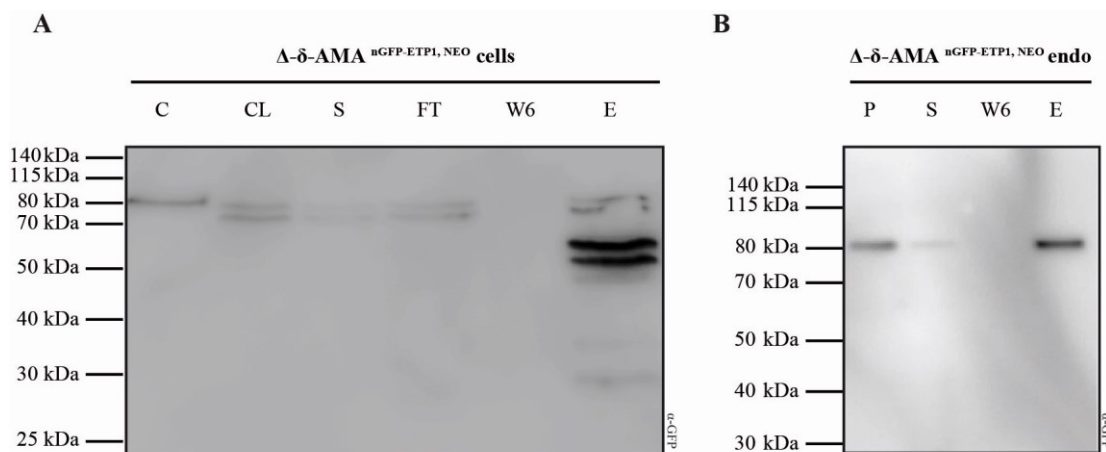 A
Δ-δ-AMA nGFP-ETP1, NEO cells
C CL S FT W6 E
140 kDa
115 kDa
80 kDa
70 kDa
50 kDa
40 kDa
30 kDa
25 kDa
α-GFP
B
Δ-δ-AMA nGFP-ETP1, NEO endo
P S W6 E
140 kDa
115 kDa
80 kDa
70 kDa
50 kDa
40 kDa
30 kDa